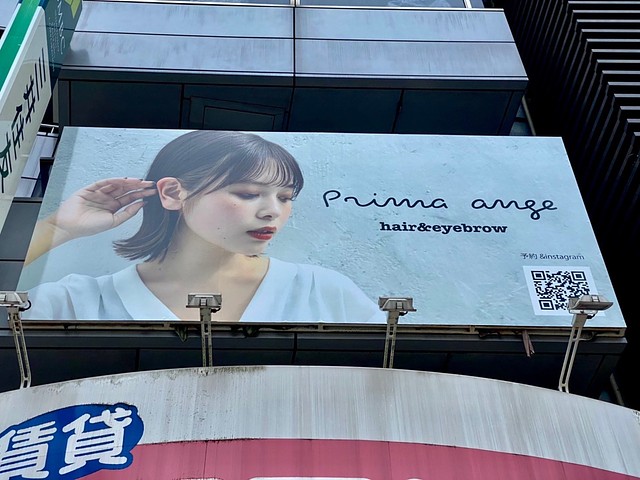 Prima ange
hair&eyebrow
予約 &instagram
賃貸